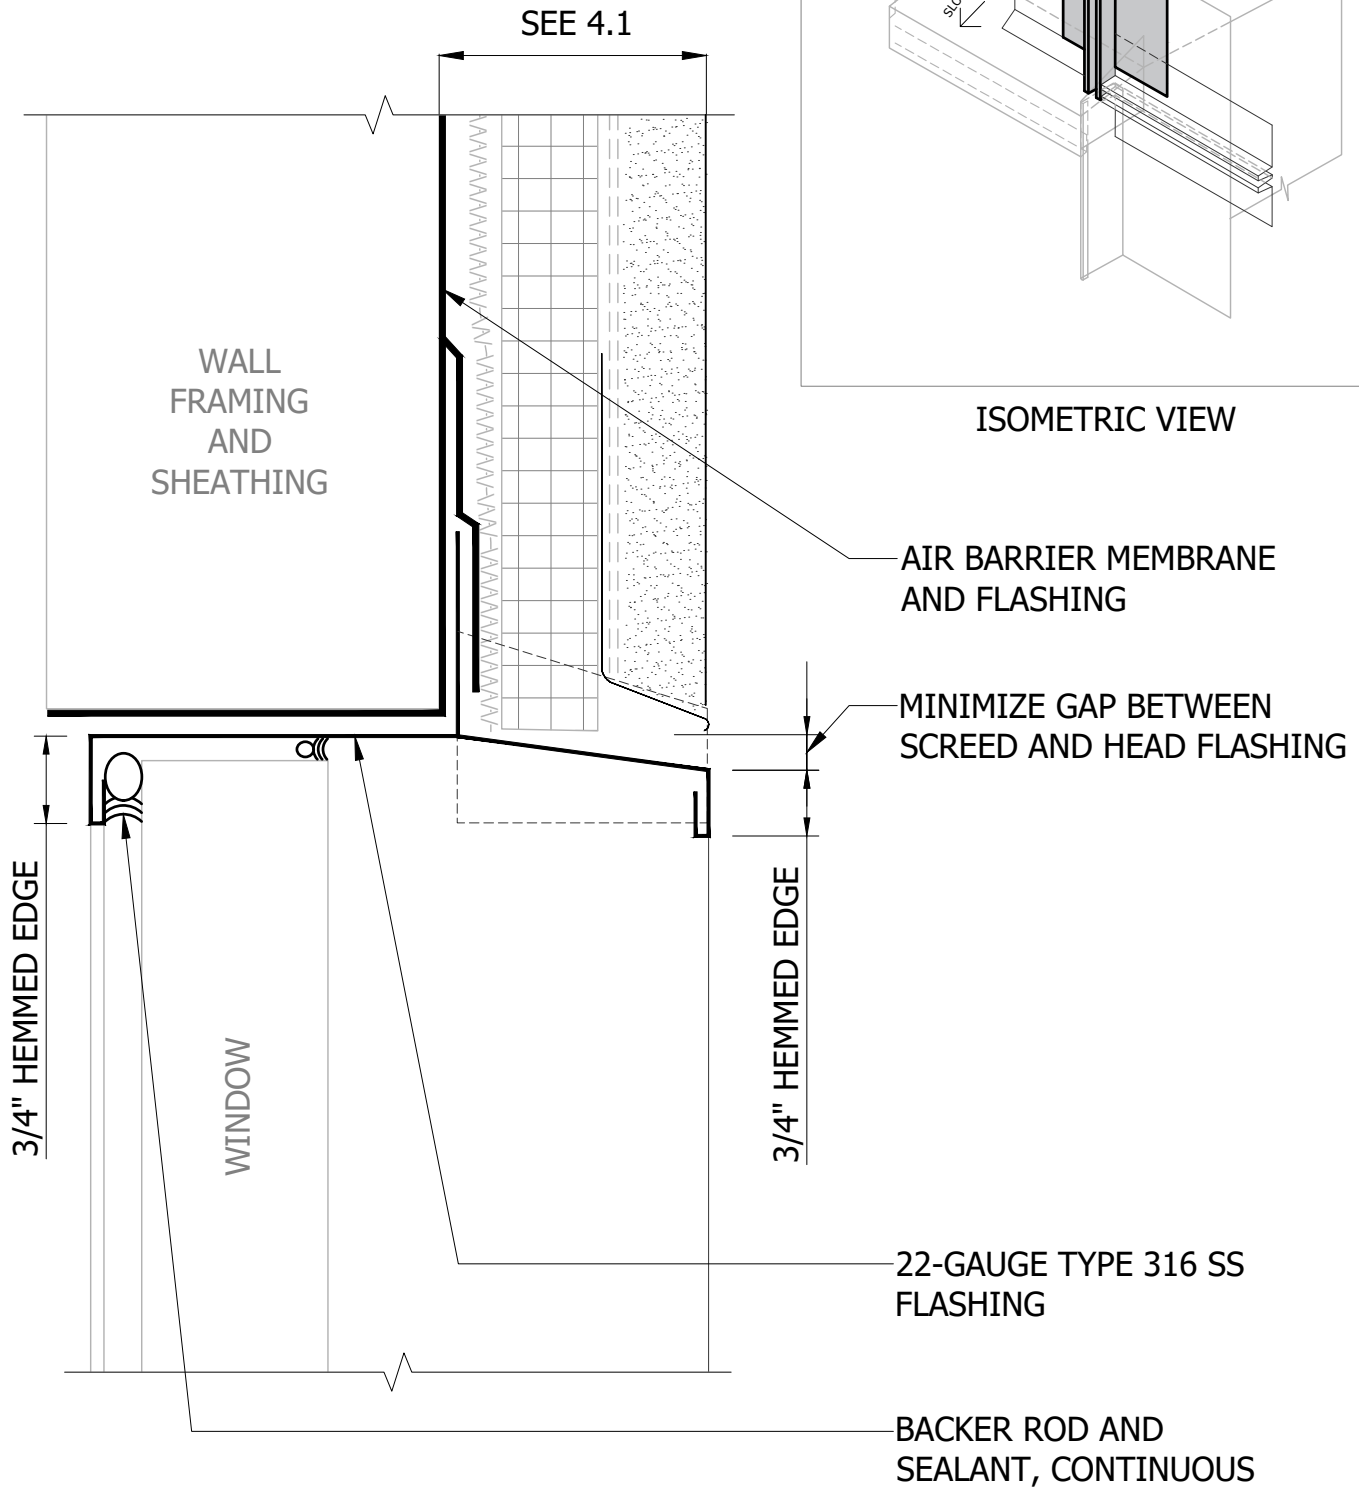 SEE 4.1
ISOMETRIC VIEW
WALL
FRAMING
AND
SHEATHING
AIR BARRIER MEMBRANE
AND FLASHING
MINIMIZE GAP BETWEEN
SCREED AND HEAD FLASHING
3/4" HEMMED EDGE
WINDOW
3/4" HEMMED EDGE
22-GAUGE TYPE 316 SS
FLASHING
BACKER ROD AND
SEALANT, CONTINUOUS